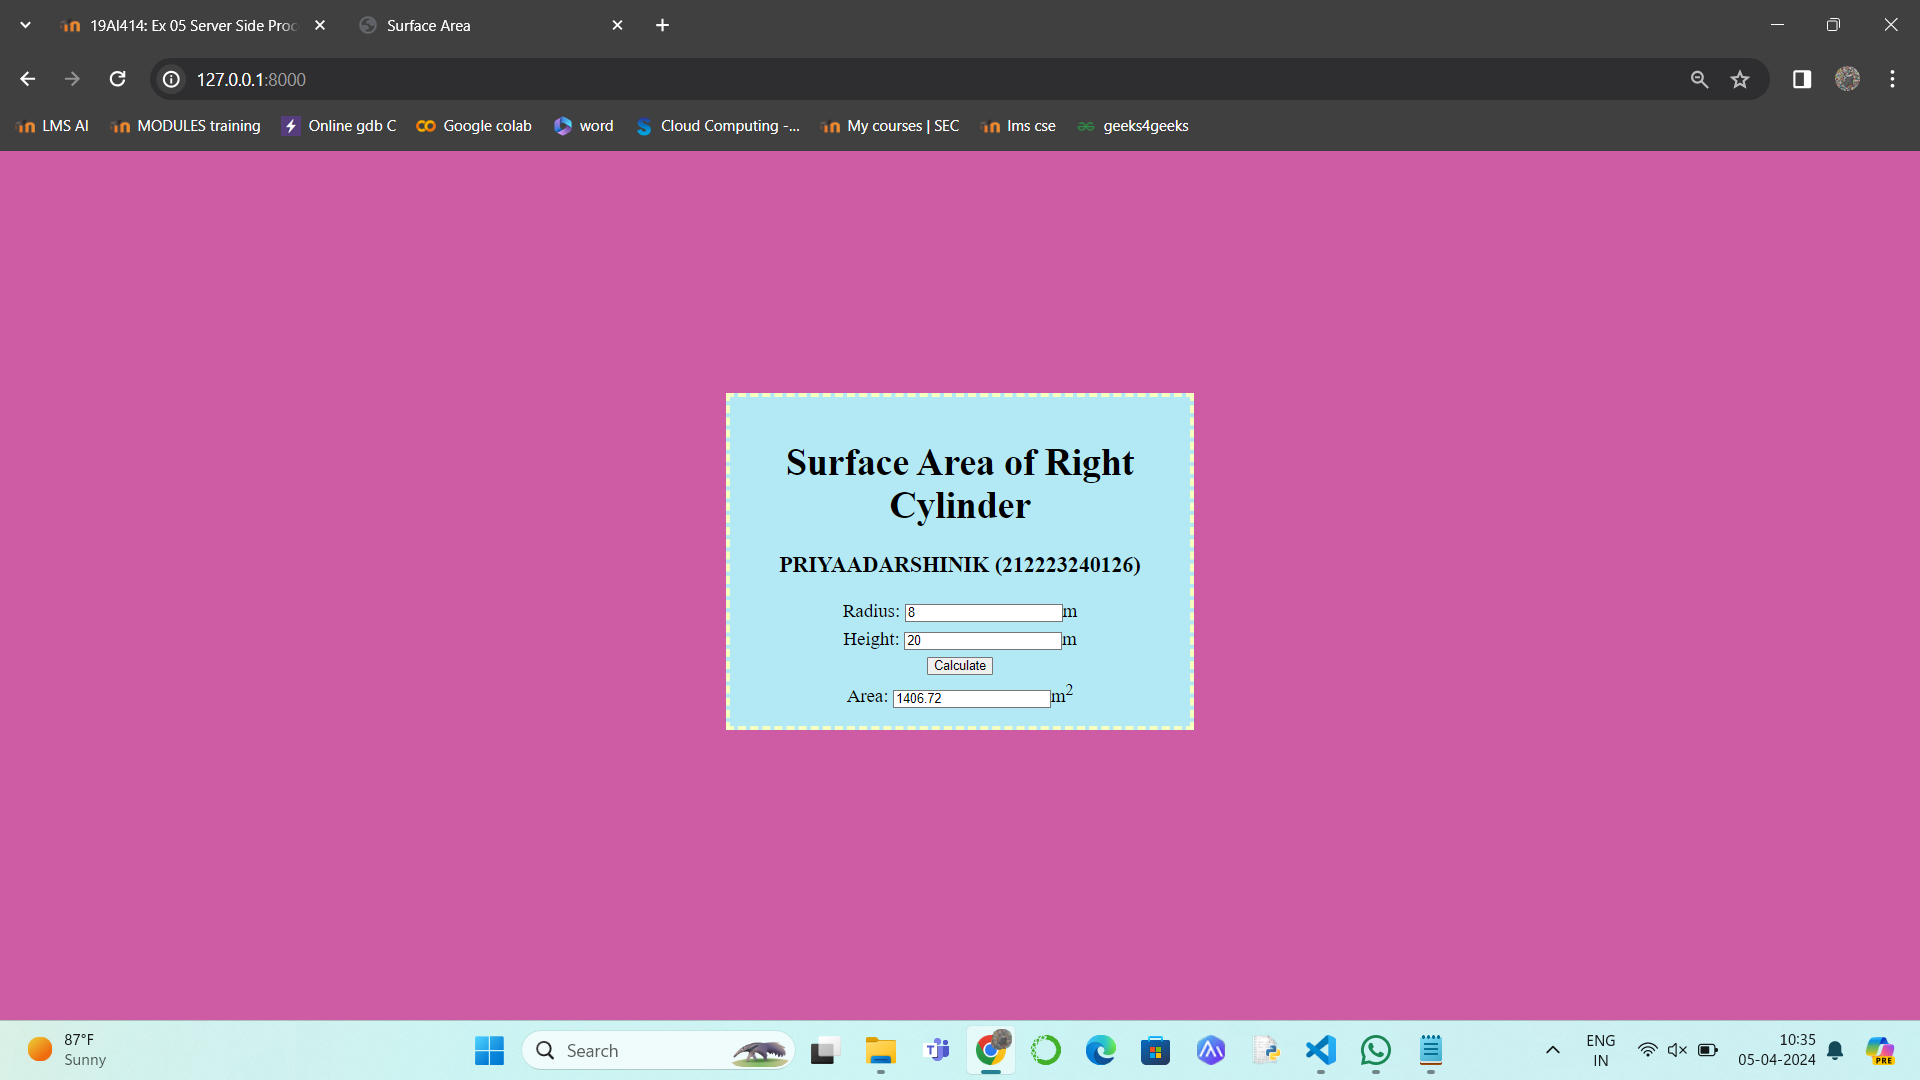 19AI414: Ex 05 Server Side Proc
Surface Area
127.0.0.1:8000
LMS AI
MODULES training
Online gdb C
Google colab
word
Cloud Computing -...
My courses | SEC
lms cse
geeks4geeks
Surface Area of Right
Cylinder
PRIYAADARSHINIK (212223240126)
Radius: 8 m
Height: 20 m
Calculate
Area: 1406.72 m²
87°F
Sunny
Search
ENG
IN
10:35
05-04-2024
PRE